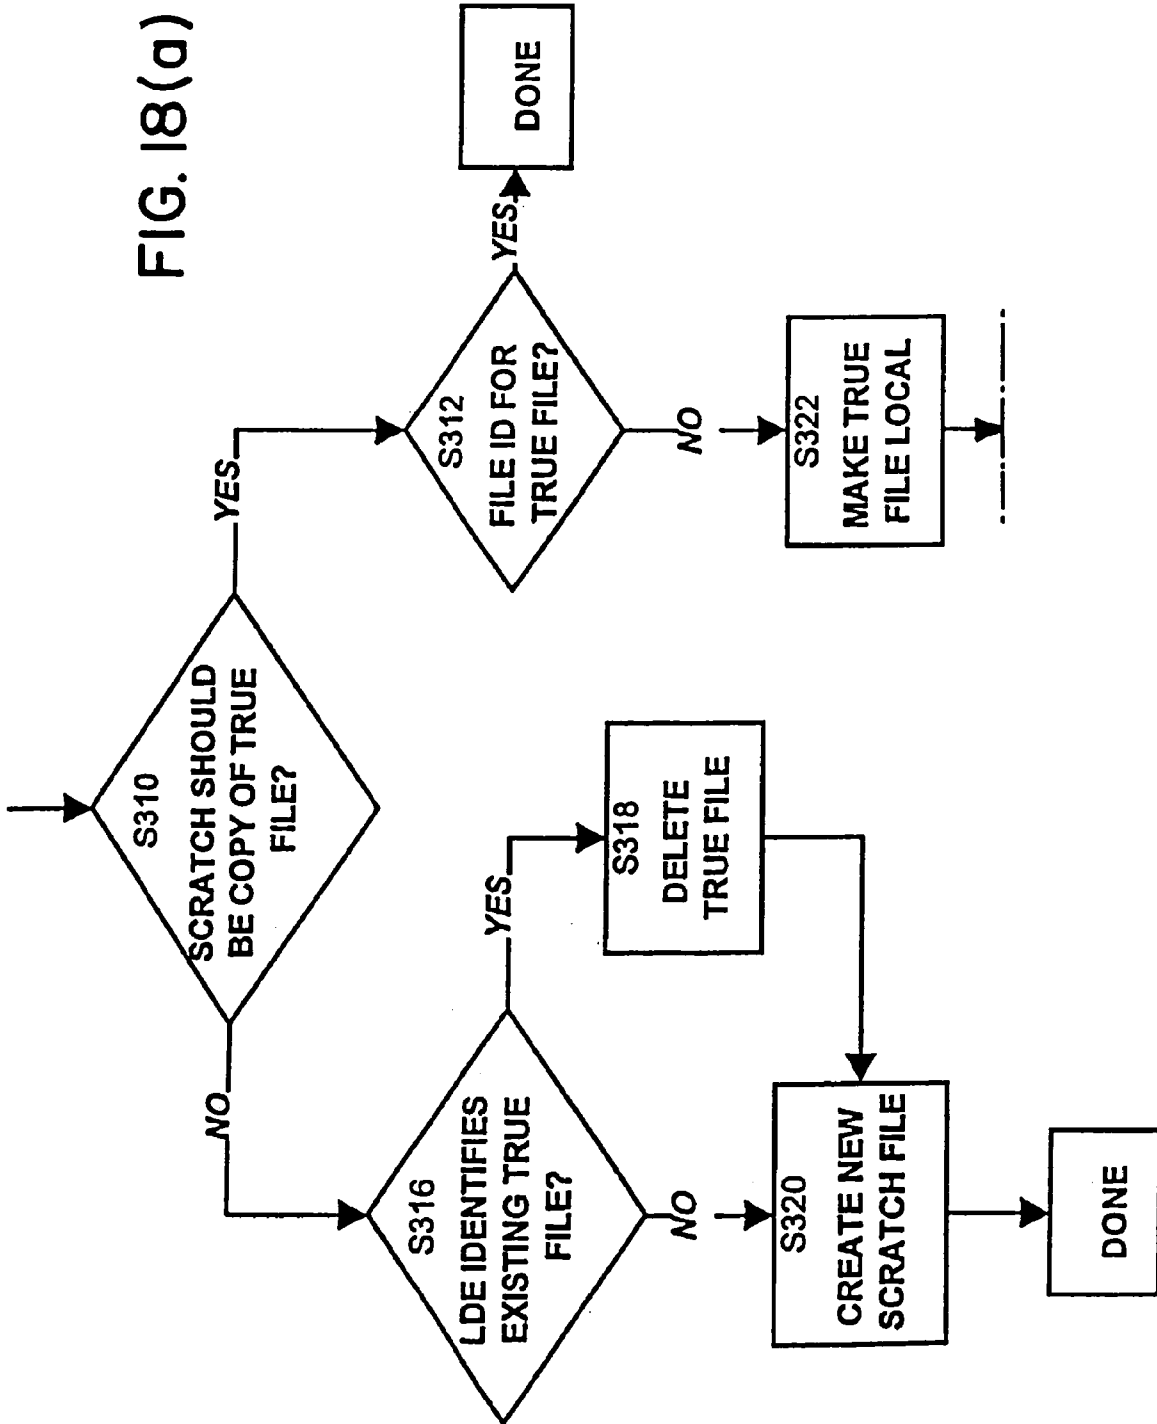 FIG. 18(a)
S310
SCRATCH SHOULD
BE COPY OF TRUE
FILE?
NO
YES
S316
LDE IDENTIFIES
EXISTING TRUE
FILE?
YES
NO
S318
DELETE
TRUE FILE
S320
CREATE NEW
SCRATCH FILE
DONE
S312
FILE ID FOR
TRUE FILE?
YES
DONE
NO
S322
MAKE TRUE
FILE LOCAL